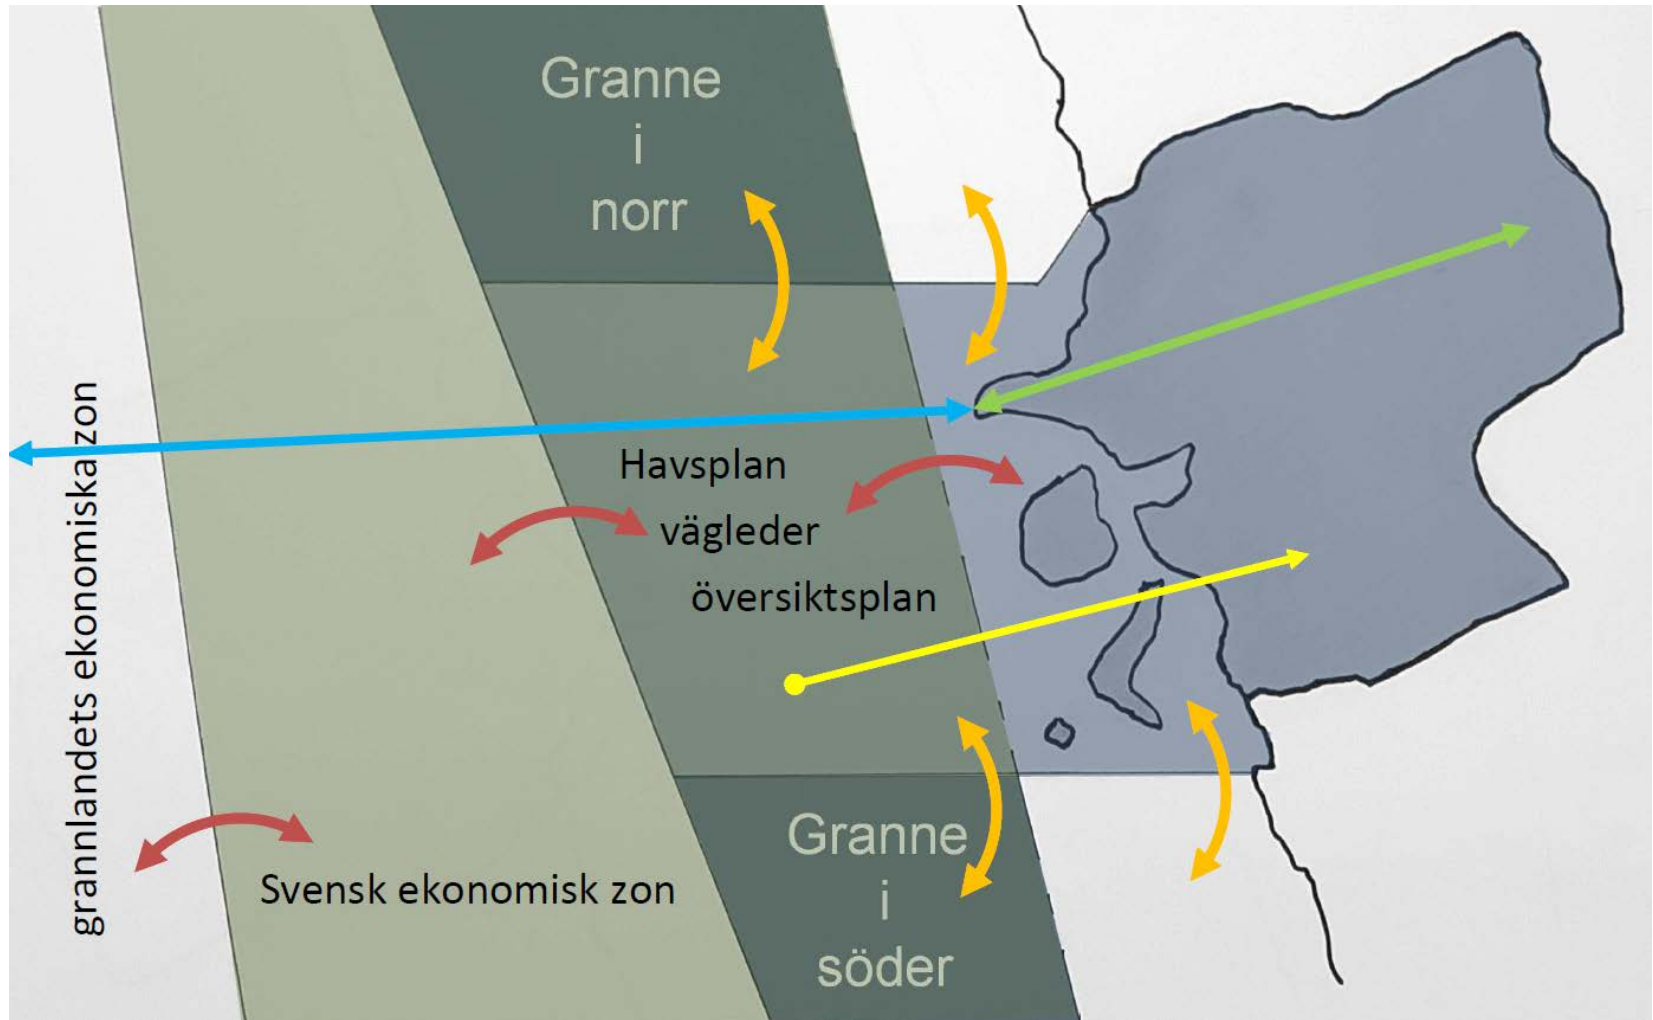 Granne
i
norr
grannlandets ekonomiska zon
Havsplan
vägleder
översiktsplan
Svensk ekonomisk zon
Granne
i
söder